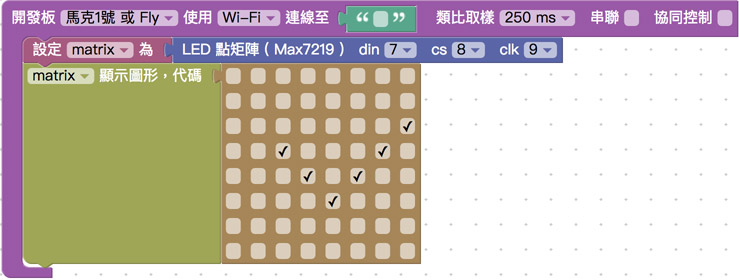 開發板 馬克1號 或 Fly 使用 Wi-Fi 連線至 “ ” 類比取樣 250 ms 串聯 協同控制
設定 matrix 為 LED 點矩陣 ( Max7219 ) din 7 cs 8 clk 9
matrix 顯示圖形，代碼